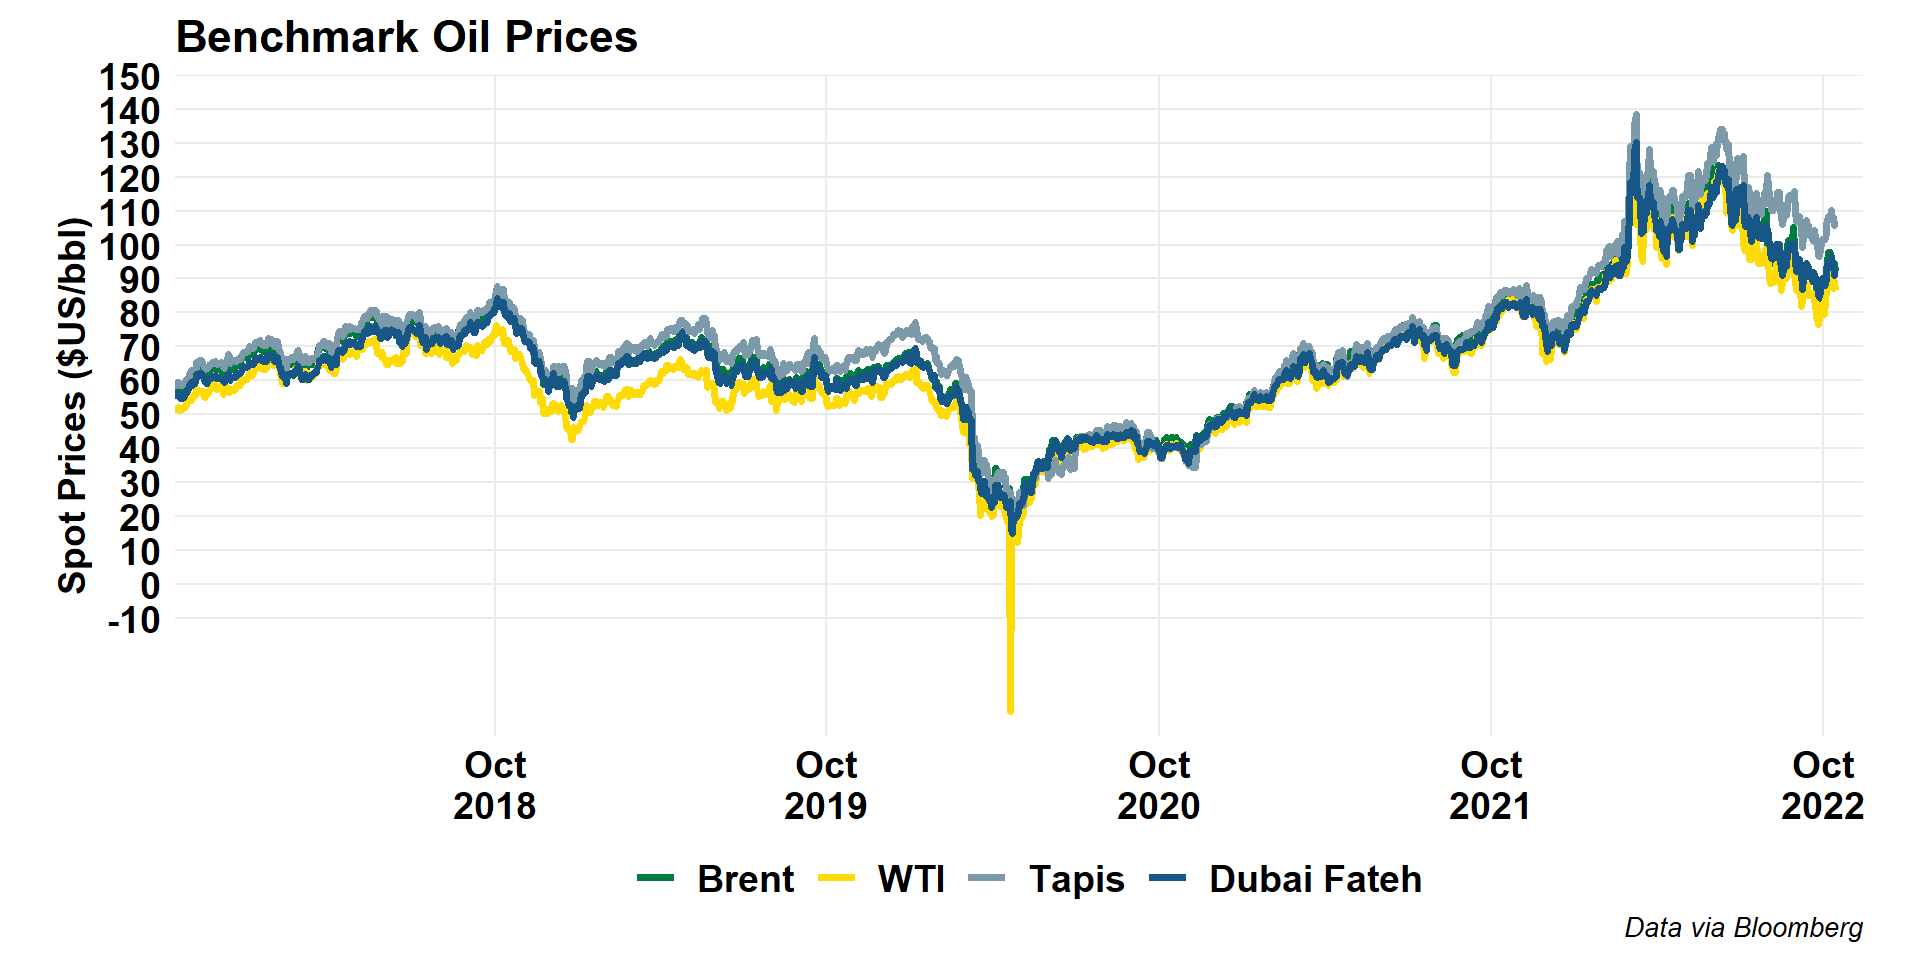 Benchmark Oil Prices
Spot Prices ($US/bbl)
150
140
130
120
110
100
90
80
70
60
50
40
30
20
10
0
-10
Oct
2018
Oct
2019
Oct
2020
Oct
2021
Oct
2022
Brent WTI Tapis Dubai Fateh
Data via Bloomberg